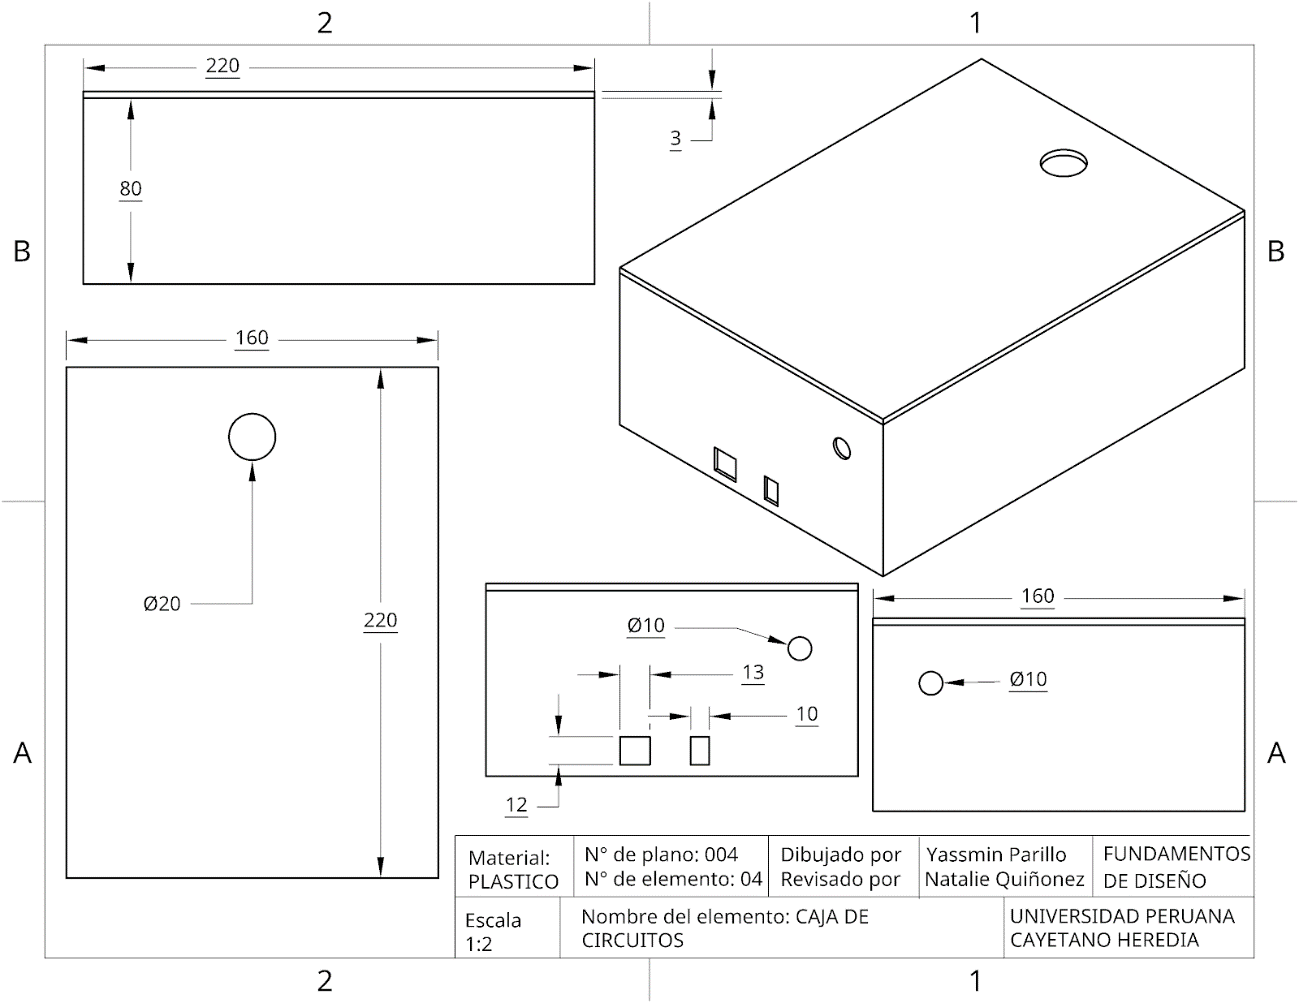 2
1
220
3
80
B
B
160
Ø20
220
160
Ø10
13
Ø10
10
A
A
12
Material:
PLASTICO
N° de plano: 004
N° de elemento: 04
Dibujado por
Revisado por
Yassmin Parillo
Natalie Quiñonez
FUNDAMENTOS
DE DISEÑO
Escala
1:2
Nombre del elemento: CAJA DE
CIRCUITOS
UNIVERSIDAD PERUANA
CAYETANO HEREDIA
2
1